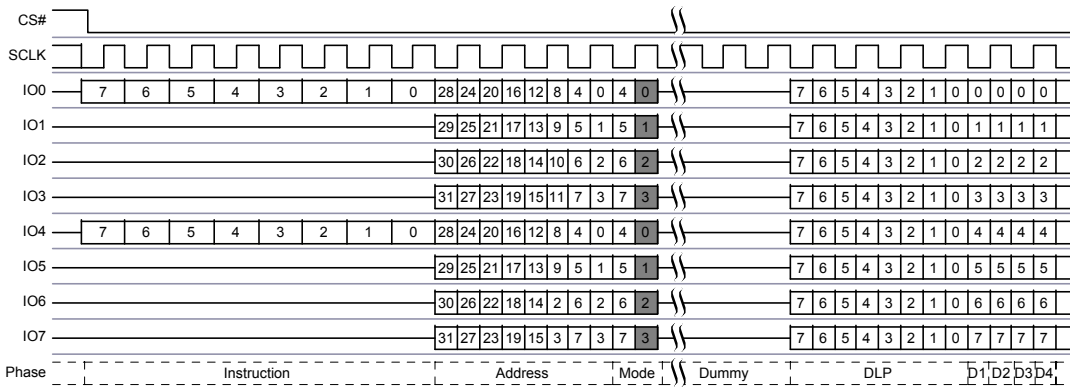 CS#
SCLK
IO0 7 6 5 4 3 2 1 0 28 24 20 16 12 8 4 0 4 0 7 6 5 4 3 2 1 0 0 0 0 0
IO1 29 25 21 17 13 9 5 1 5 1 7 6 5 4 3 2 1 0 1 1 1 1
IO2 30 26 22 18 14 10 6 2 6 2 7 6 5 4 3 2 1 0 2 2 2 2
IO3 31 27 23 19 15 11 7 3 7 3 7 6 5 4 3 2 1 0 3 3 3 3
IO4 7 6 5 4 3 2 1 0 28 24 20 16 12 8 4 0 4 0 7 6 5 4 3 2 1 0 4 4 4 4
IO5 29 25 21 17 13 9 5 1 5 1 7 6 5 4 3 2 1 0 5 5 5 5
IO6 30 26 22 18 14 2 6 2 6 2 7 6 5 4 3 2 1 0 6 6 6 6
IO7 31 27 23 19 15 3 7 3 7 3 7 6 5 4 3 2 1 0 7 7 7 7
Phase Instruction Address Mode Dummy DLP D1 D2 D3 D4